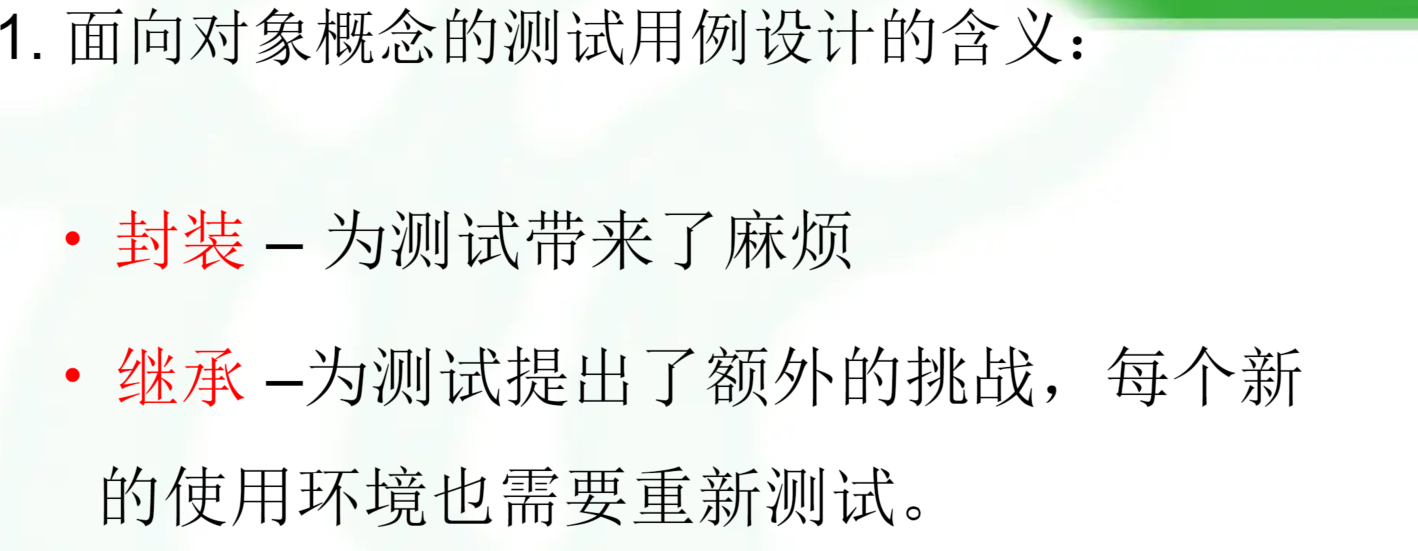 1. 面向对象概念的测试用例设计的含义：
• 封装 – 为测试带来了麻烦
• 继承 –为测试提出了额外的挑战，每个新
的使用环境也需要重新测试。